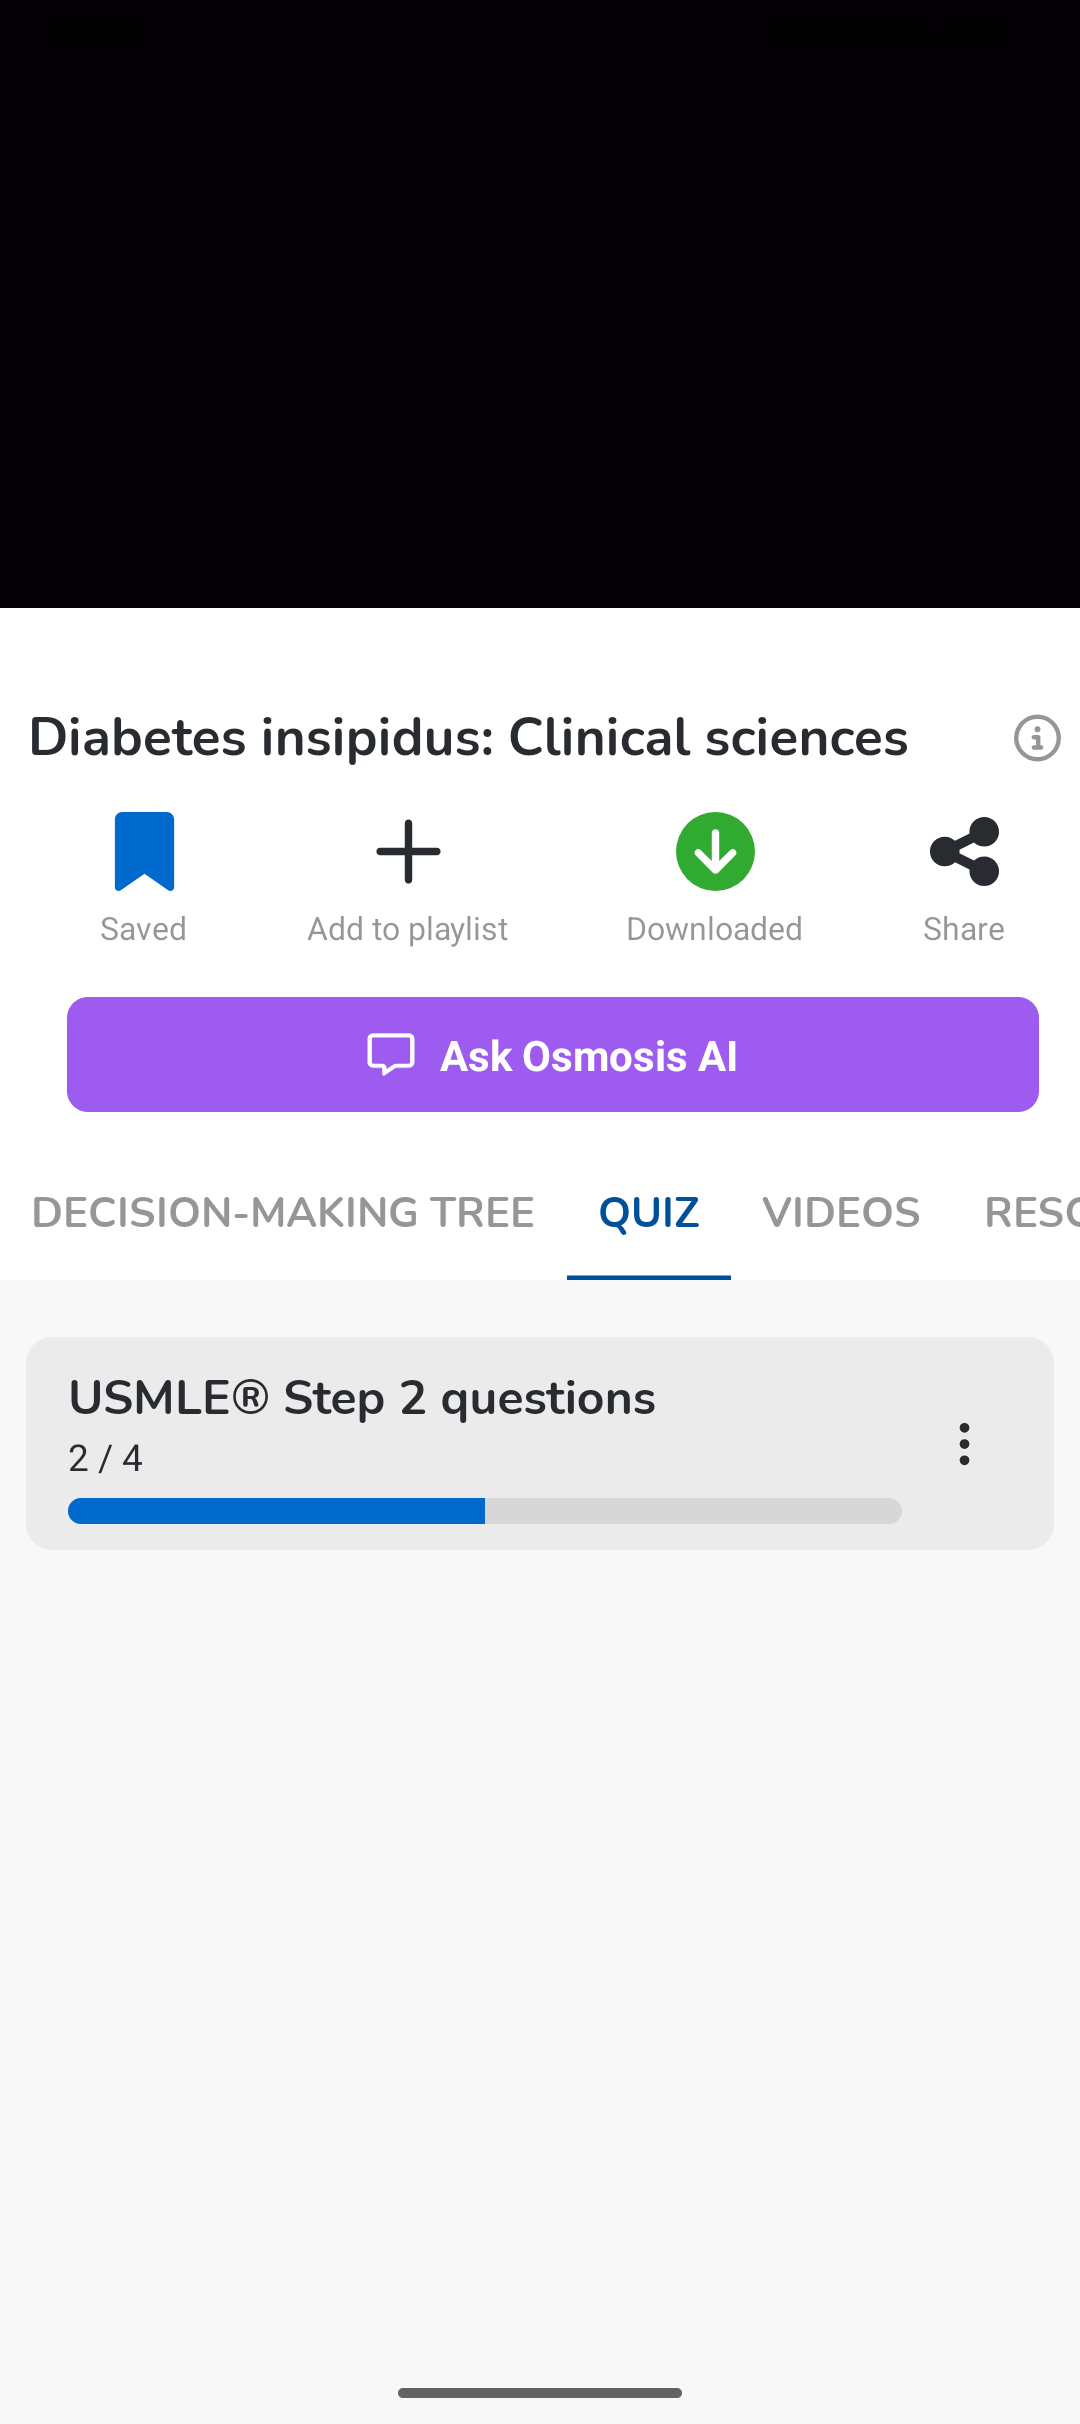 Diabetes insipidus: Clinical sciences
Saved
Add to playlist
Downloaded
Share
Ask Osmosis AI
DECISION-MAKING TREE
QUIZ
VIDEOS
USMLE® Step 2 questions
2 / 4